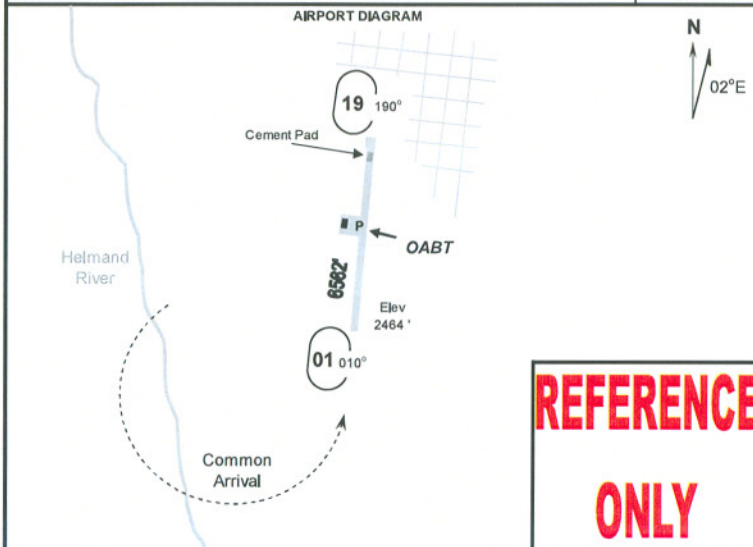 AIRPORT DIAGRAM
N
02°E
19 190°
Cement Pad
P
OABT
Helmand
River
6562'
Elev
2464 '
01 010°
Common
Arrival
REFERENCE
ONLY